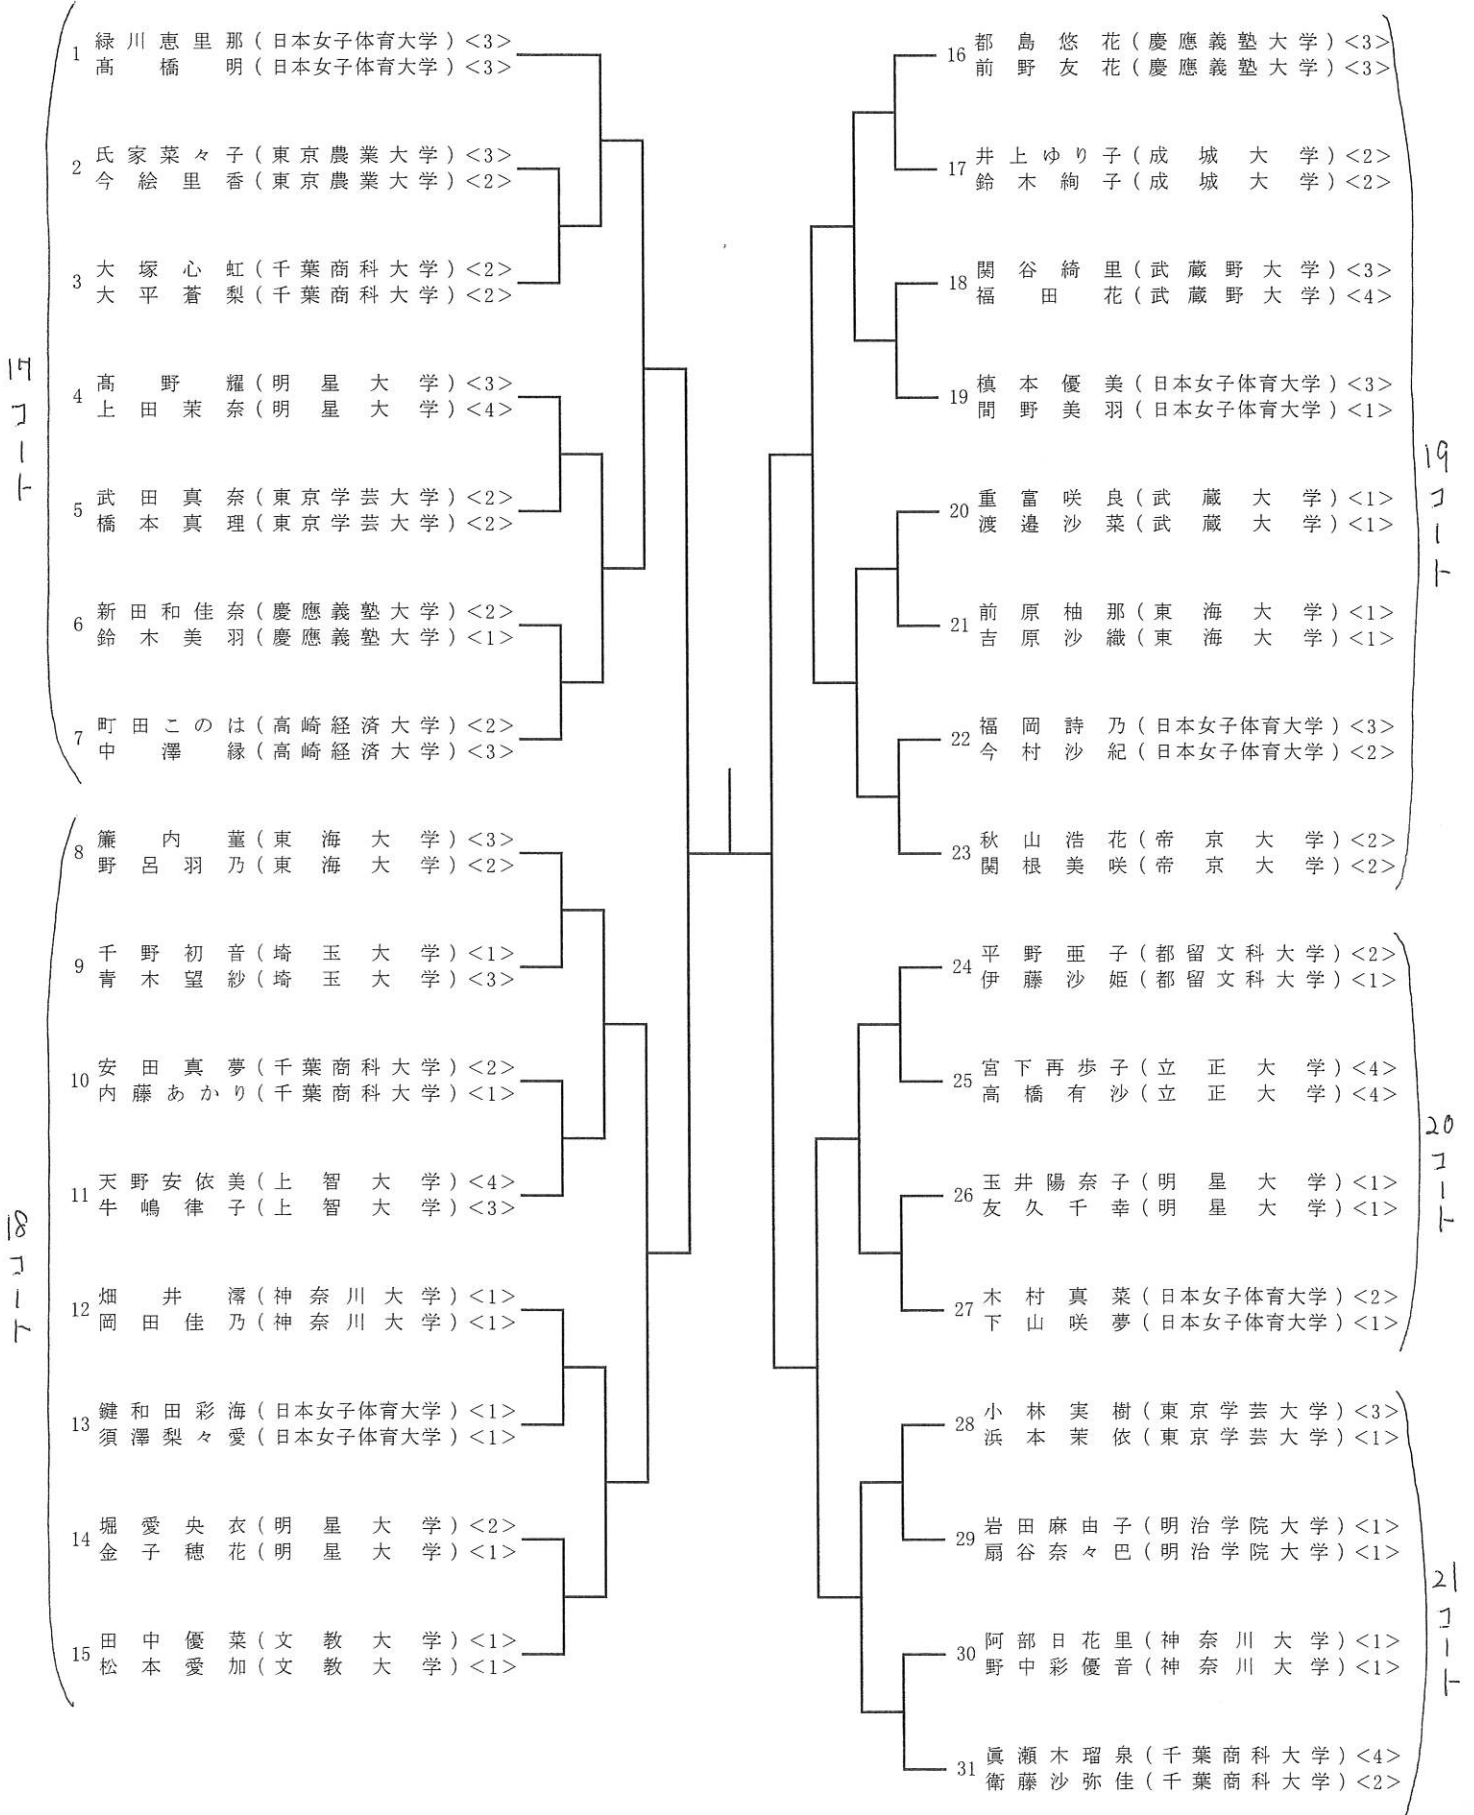 17コート
1 緑川恵里那(日本女子体育大学)<3>
髙橋明(日本女子体育大学)<3>
2 氏家菜々子(東京農業大学)<3>
今絵里香(東京農業大学)<2>
3 大塚心虹(千葉商科大学)<2>
大平蒼梨(千葉商科大学)<2>
4 髙野耀(明星大学)<3>
上田茉奈(明星大学)<4>
5 武田真奈(東京学芸大学)<2>
橋本真理(東京学芸大学)<2>
6 新田和佳奈(慶應義塾大学)<2>
鈴木美羽(慶應義塾大学)<1>
7 町田このは(高崎経済大学)<2>
中澤縁(高崎経済大学)<3>
18コート
8 簾内菫(東海大学)<3>
野呂羽乃(東海大学)<2>
9 千野初音(埼玉大学)<1>
青木望紗(埼玉大学)<3>
10 安田真夢(千葉商科大学)<2>
内藤あかり(千葉商科大学)<1>
11 天野安依美(上智大学)<4>
牛嶋律子(上智大学)<3>
12 畑井澪(神奈川大学)<1>
岡田佳乃(神奈川大学)<1>
13 鍵和田彩海(日本女子体育大学)<1>
須澤梨々愛(日本女子体育大学)<1>
14 堀愛央衣(明星大学)<2>
金子穂花(明星大学)<1>
15 田中優菜(文教大学)<1>
松本愛加(文教大学)<1>
19コート
16 都島悠花(慶應義塾大学)<3>
前野友花(慶應義塾大学)<3>
17 井上ゆり子(成城大学)<2>
鈴木絢子(成城大学)<2>
18 関谷綺里(武蔵野大学)<3>
福田花(武蔵野大学)<4>
19 槙本優美(日本女子体育大学)<3>
間野美羽(日本女子体育大学)<1>
20 重富咲良(武蔵大学)<1>
渡邉沙菜(武蔵大学)<1>
21 前原柚那(東海大学)<1>
吉原沙織(東海大学)<1>
22 福岡詩乃(日本女子体育大学)<3>
今村沙紀(日本女子体育大学)<2>
23 秋山浩花(帝京大学)<2>
関根美咲(帝京大学)<2>
20コート
24 平野亜子(都留文科大学)<2>
伊藤沙姫(都留文科大学)<1>
25 宮下再歩子(立正大学)<4>
高橋有沙(立正大学)<4>
26 玉井陽奈子(明星大学)<1>
友久千幸(明星大学)<1>
27 木村真菜(日本女子体育大学)<2>
下山咲夢(日本女子体育大学)<1>
21コート
28 小林実樹(東京学芸大学)<3>
浜本茉依(東京学芸大学)<1>
29 岩田麻由子(明治学院大学)<1>
扇谷奈々巴(明治学院大学)<1>
30 阿部日花里(神奈川大学)<1>
野中彩優音(神奈川大学)<1>
31 眞瀬木瑠泉(千葉商科大学)<4>
衛藤沙弥佳(千葉商科大学)<2>